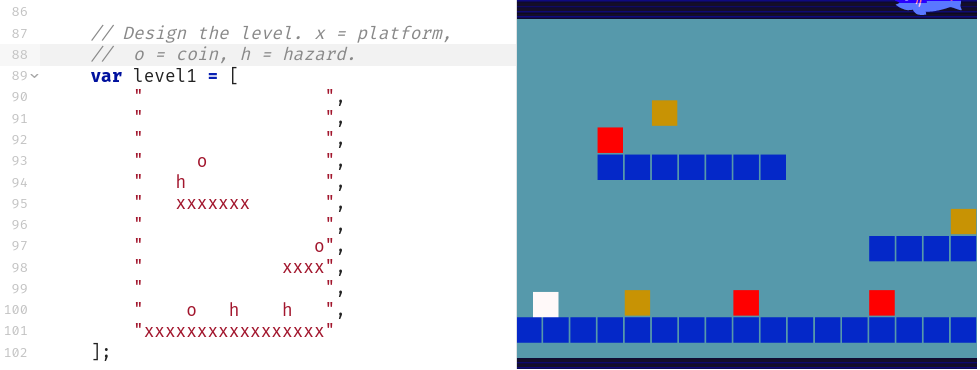 86
87     // Design the level. x = platform,
88     //  o = coin, h = hazard.
89     var level1 = [
90         "                 ",
91         "                 ",
92         "                 ",
93         "     o           ",
94         "   h             ",
95         "   xxxxxxx       ",
96         "                 ",
97         "                o",
98         "             xxxx",
99         "                 ",
100         "    o   h    h   ",
101         "xxxxxxxxxxxxxxxxx"
102     ];